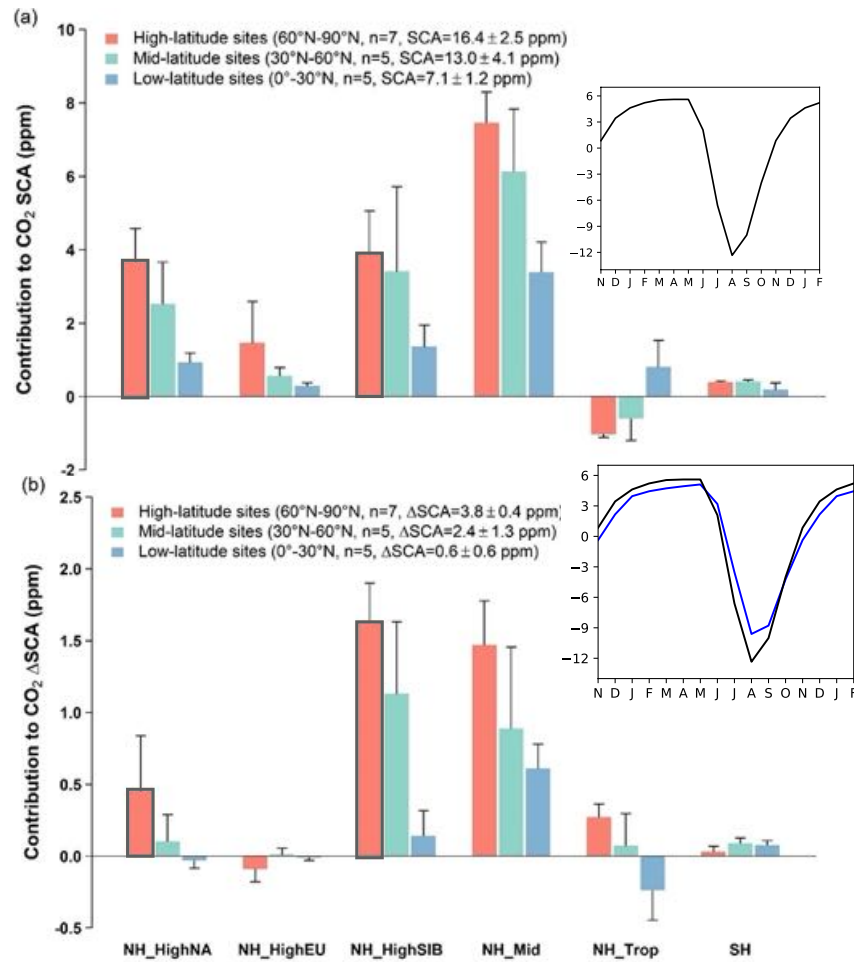 (a)
10
8
6
4
2
0
-2
Contribution to CO₂ SCA (ppm)
High-latitude sites (60°N-90°N, n=7, SCA=16.4±2.5 ppm)
Mid-latitude sites (30°N-60°N, n=5, SCA=13.0±4.1 ppm)
Low-latitude sites (0°-30°N, n=5, SCA=7.1±1.2 ppm)
6
3
0
−3
−6
−9
−12
N D J F M A M J J A S O N D J F
(b)
2.5
2.0
1.5
1.0
0.5
0.0
-0.5
Contribution to CO₂ ΔSCA (ppm)
High-latitude sites (60°N-90°N, n=7, ΔSCA=3.8±0.4 ppm)
Mid-latitude sites (30°N-60°N, n=5, ΔSCA=2.4±1.3 ppm)
Low-latitude sites (0°-30°N, n=5, ΔSCA=0.6±0.6 ppm)
6
3
0
−3
−6
−9
−12
N D J F M A M J J A S O N D J F
NH_HighNA NH_HighEU NH_HighSIB NH_Mid NH_Trop SH